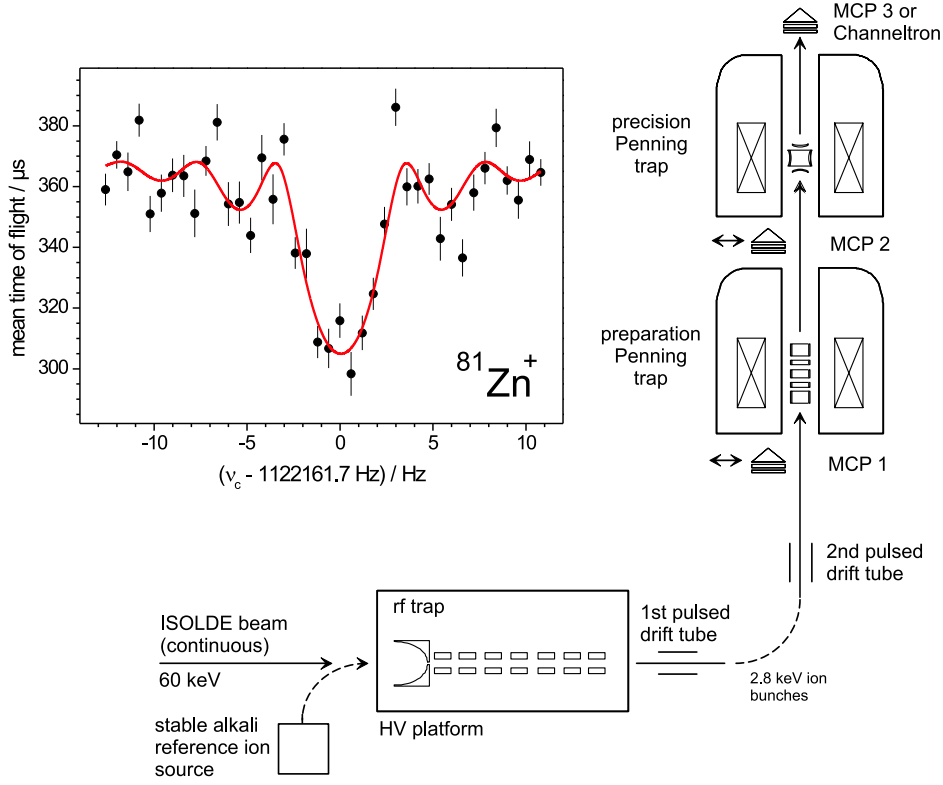 MCP 3 or
Channeltron
precision
Penning
trap
MCP 2
preparation
Penning
trap
MCP 1
2nd pulsed
drift tube
1st pulsed
drift tube
2.8 keV ion
bunches
rf trap
HV platform
ISOLDE beam
(continuous)
60 keV
stable alkali
reference ion
source
mean time of flight / µs
380
360
340
320
300
⁸¹Zn⁺
-10
-5
0
5
10
(νc - 1122161.7 Hz) / Hz